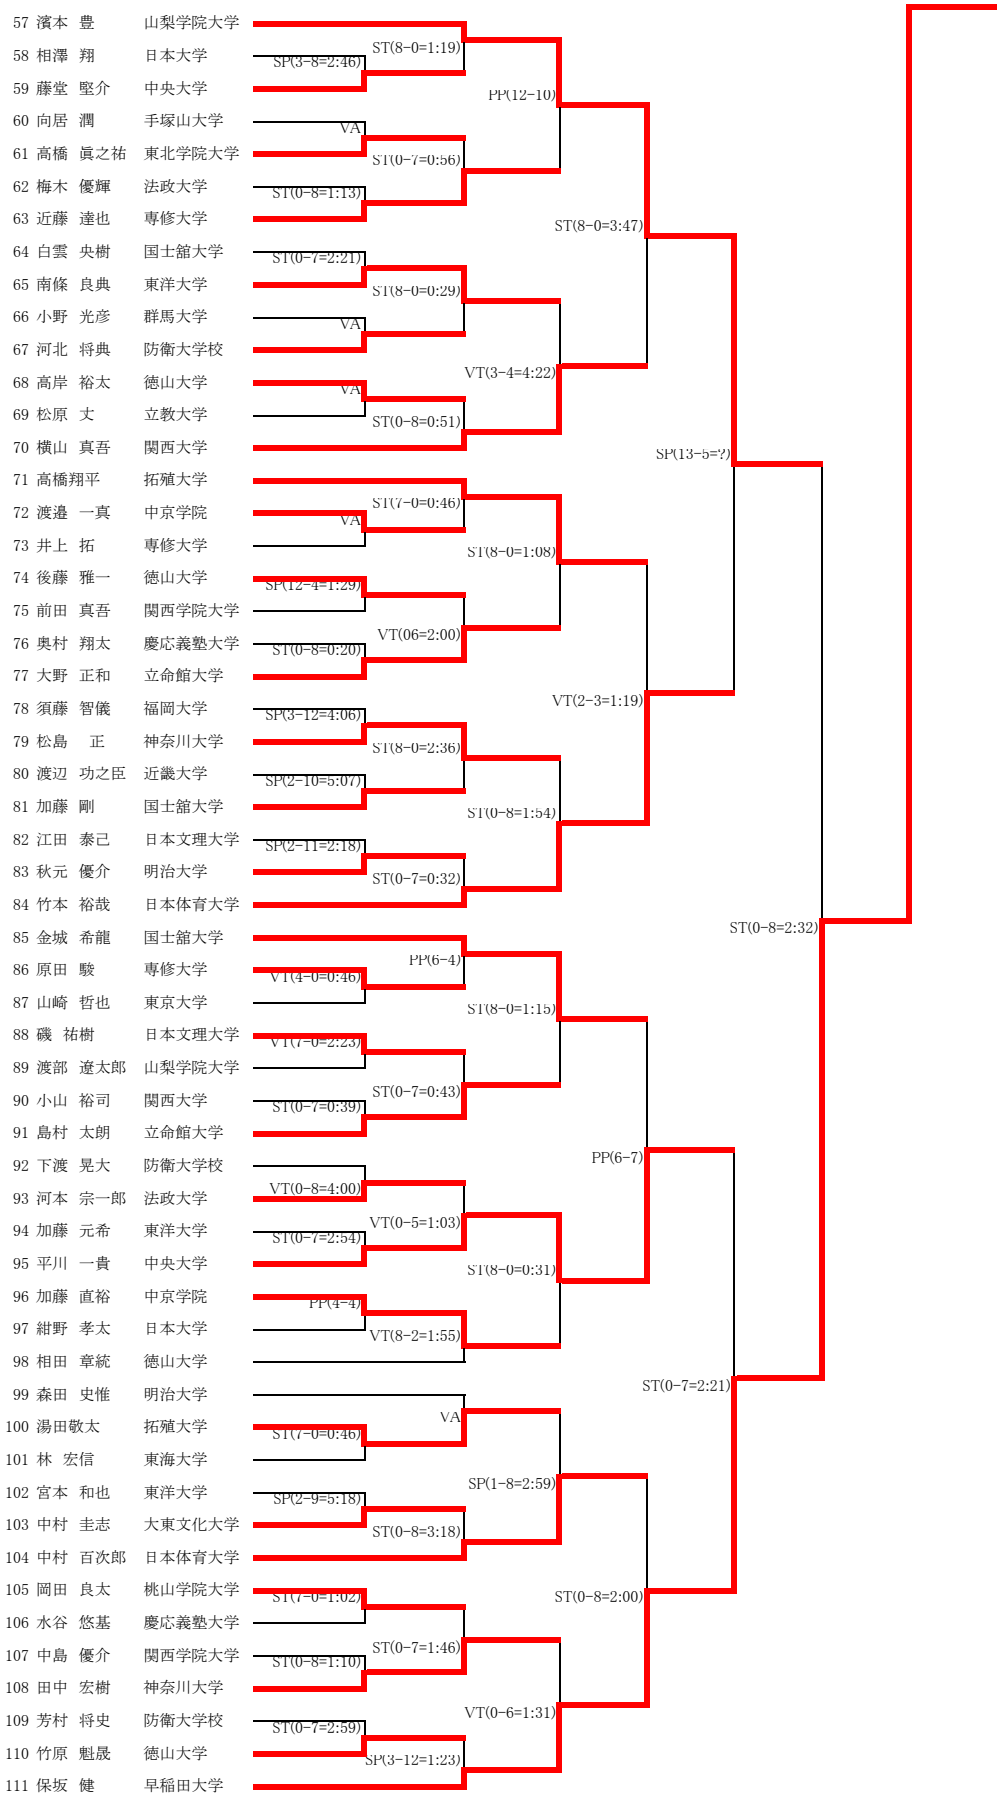 57 濱本 豊 山梨学院大学
ST(8-0=1:19)
58 相澤 翔 日本大学
SP(3-8=2:46)
59 藤堂 堅介 中央大学
PP(12-10)
60 向居 潤 手塚山大学
VA
61 高橋 眞之祐 東北学院大学
ST(0-7=0:56)
62 梅木 優輝 法政大学
ST(0-8=1:13)
63 近藤 達也 専修大学
ST(8-0=3:47)
64 白雲 央樹 国士舘大学
ST(0-7=2:21)
65 南條 良典 東洋大学
ST(8-0=0:29)
66 小野 光彦 群馬大学
VA
67 河北 将典 防衛大学校
VT(3-4=4:22)
68 高岸 裕太 徳山大学
VA
69 松原 丈 立教大学
ST(0-8=0:51)
70 横山 真吾 関西大学
SP(13-5=?)
71 高橋翔平 拓殖大学
ST(7-0=0:46)
72 渡邉 一真 中京学院
VA
73 井上 拓 専修大学
ST(8-0=1:08)
74 後藤 雅一 徳山大学
SP(12-4=1:29)
75 前田 真吾 関西学院大学
VT(06=2:00)
76 奥村 翔太 慶応義塾大学
ST(0-8=0:20)
77 大野 正和 立命館大学
VT(2-3=1:19)
78 須藤 智儀 福岡大学
SP(3-12=4:06)
79 松島 正 神奈川大学
ST(8-0=2:36)
80 渡辺 功之臣 近畿大学
SP(2-10=5:07)
81 加藤 剛 国士舘大学
ST(0-8=1:54)
82 江田 泰己 日本文理大学
SP(2-11=2:18)
83 秋元 優介 明治大学
ST(0-7=0:32)
84 竹本 裕哉 日本体育大学
ST(0-8=2:32)
85 金城 希龍 国士舘大学
PP(6-4)
86 原田 駿 専修大学
VT(4-0=0:46)
87 山崎 哲也 東京大学
ST(8-0=1:15)
88 磯 祐樹 日本文理大学
VT(7-0=2:23)
89 渡部 遼太郎 山梨学院大学
ST(0-7=0:43)
90 小山 裕司 関西大学
ST(0-7=0:39)
91 島村 太朗 立命館大学
PP(6-7)
92 下渡 晃大 防衛大学校
VT(0-8=4:00)
93 河本 宗一郎 法政大学
VT(0-5=1:03)
94 加藤 元希 東洋大学
ST(0-7=2:54)
95 平川 一貴 中央大学
ST(8-0=0:31)
96 加藤 直裕 中京学院
PP(4-4)
97 紺野 孝太 日本大学
VT(8-2=1:55)
98 相田 章統 徳山大学
ST(0-7=2:21)
99 森田 史惟 明治大学
VA
100 湯田敬太 拓殖大学
ST(7-0=0:46)
101 林 宏信 東海大学
SP(1-8=2:59)
102 宮本 和也 東洋大学
SP(2-9=5:18)
103 中村 圭志 大東文化大学
ST(0-8=3:18)
104 中村 百次郎 日本体育大学
105 岡田 良太 桃山学院大学
ST(7-0=1:02)
ST(0-8=2:00)
106 水谷 悠基 慶応義塾大学
ST(0-7=1:46)
107 中島 優介 関西学院大学
ST(0-8=1:10)
108 田中 宏樹 神奈川大学
VT(0-6=1:31)
109 芳村 将史 防衛大学校
ST(0-7=2:59)
110 竹原 魁晟 徳山大学
SP(3-12=1:23)
111 保坂 健 早稲田大学